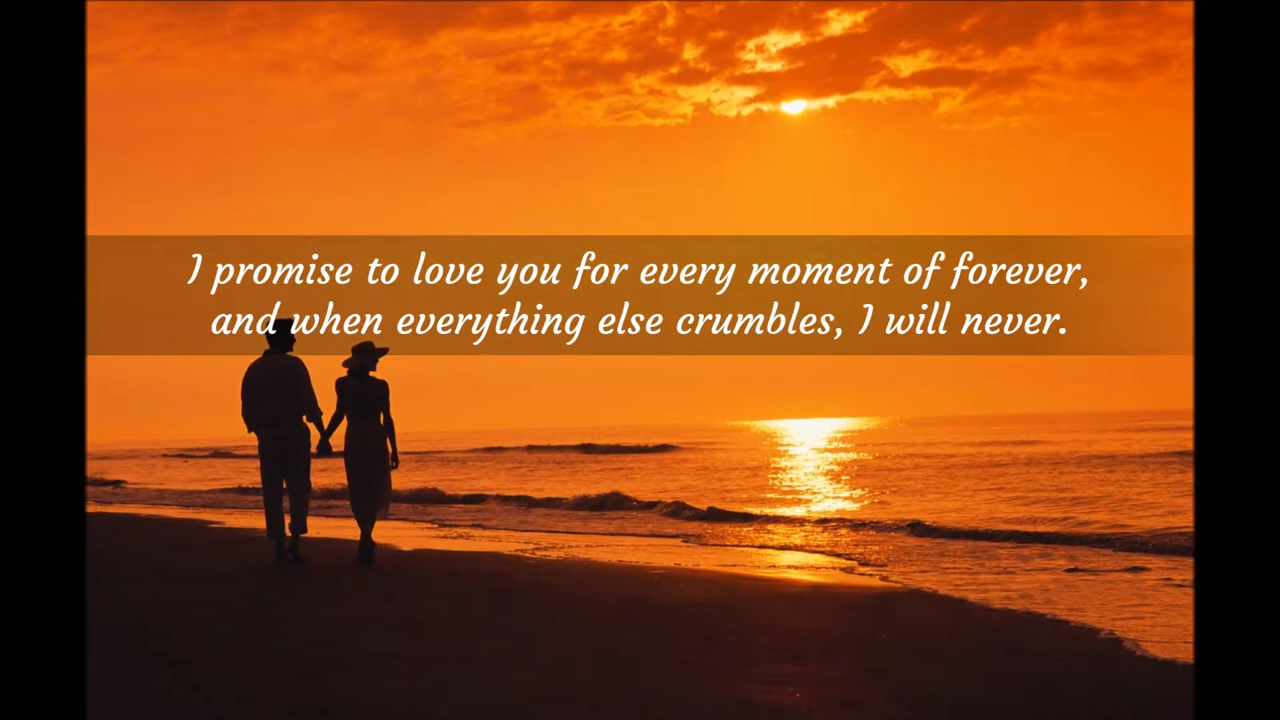 I promise to love you for every moment of forever,
and when everything else crumbles, I will never.